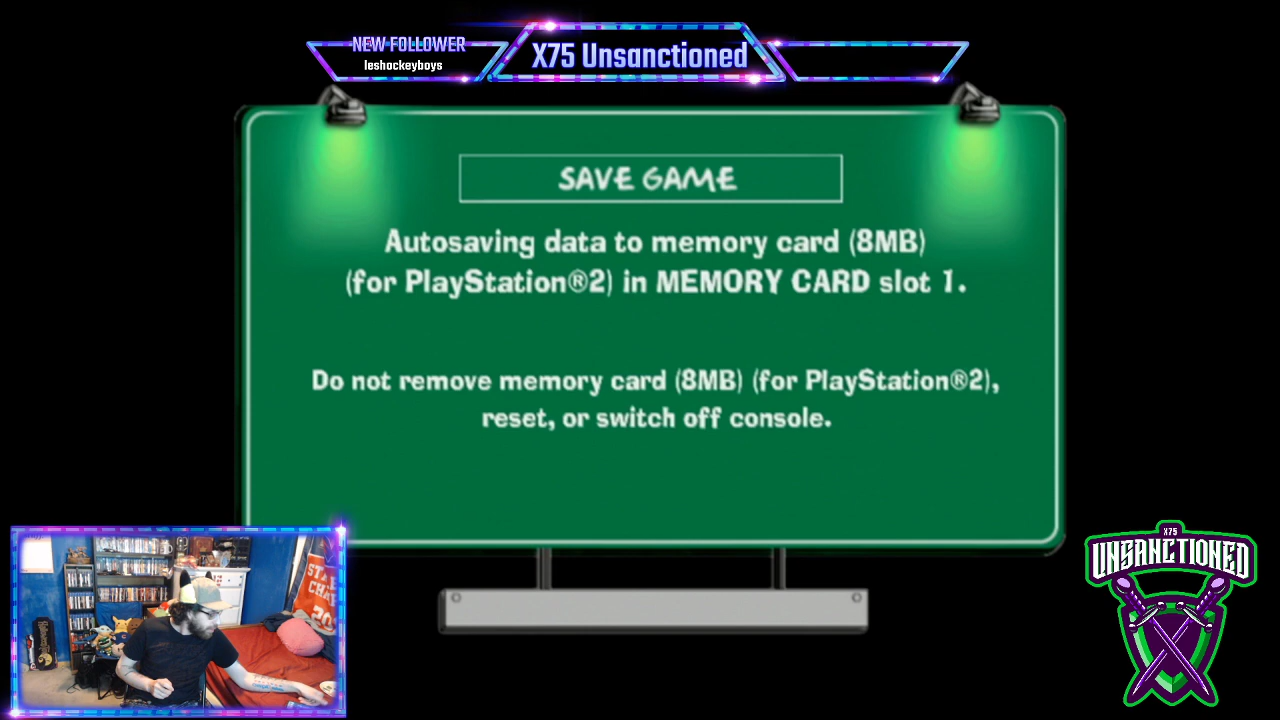 NEW FOLLOWER
leshockeyboys
X75 Unsanctioned
SAVE GAME
Autosaving data to memory card (8MB)
(for PlayStation®2) in MEMORY CARD slot 1.
Do not remove memory card (8MB) (for PlayStation®2),
reset, or switch off console.
X75
UNSANCTIONED